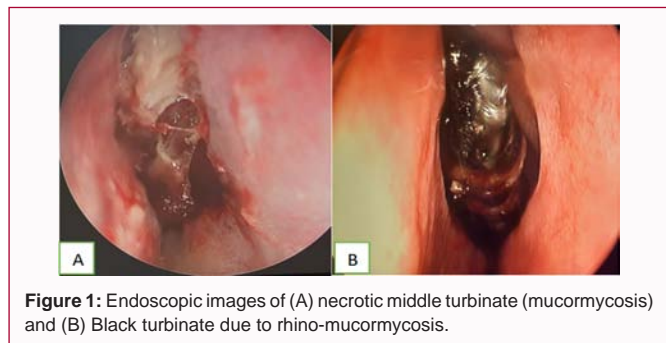 A
B
Figure 1: Endoscopic images of (A) necrotic middle turbinate (mucormycosis)
and (B) Black turbinate due to rhino-mucormycosis.